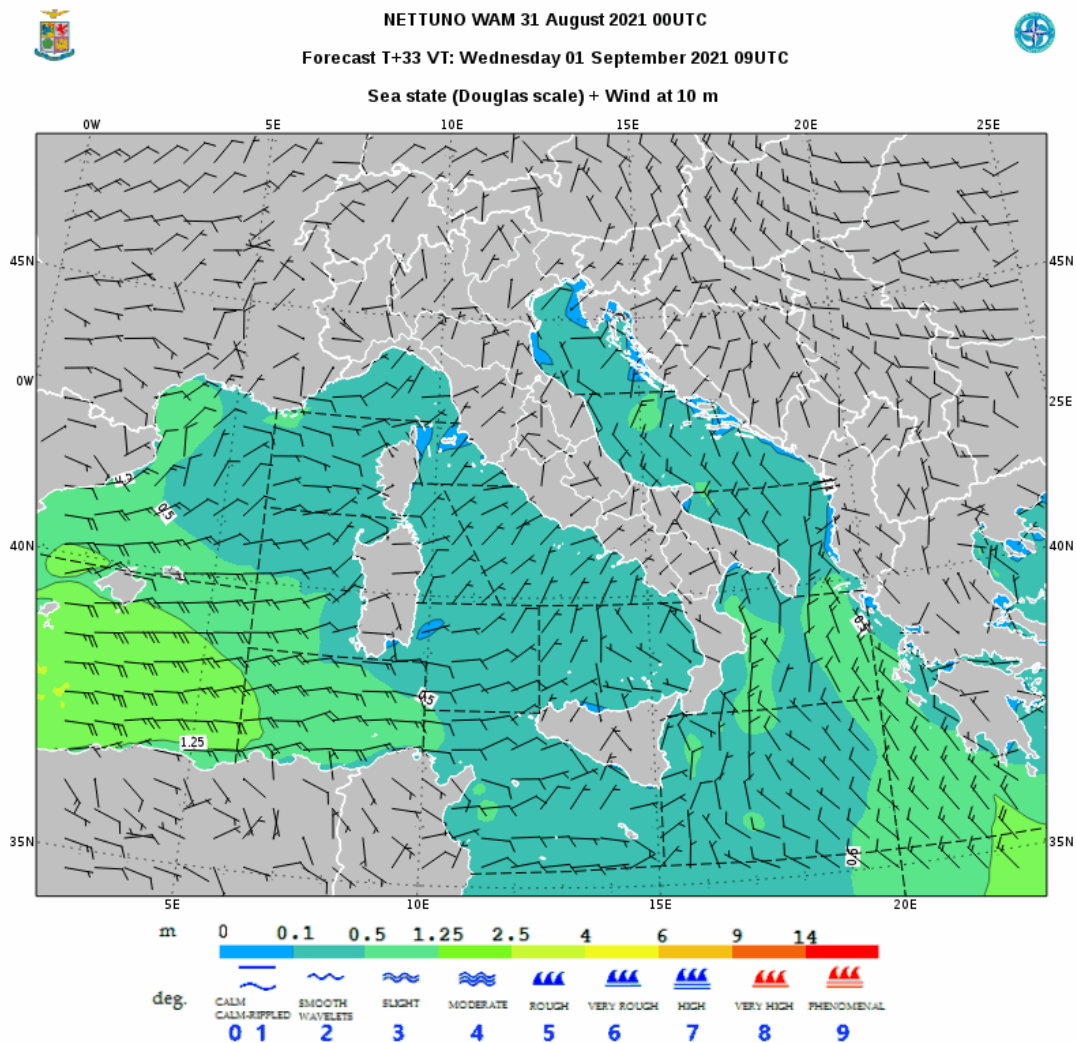 NETTUNO WAM 31 August 2021 00UTC
Forecast T+33 VT: Wednesday 01 September 2021 09UTC
Sea state (Douglas scale) + Wind at 10 m
0W 5E 10E 15E 20E 25E
45N 45N
0W 25E
0.5
40N 40N
0.5
0.5
1.25
35N 35N
5E 10E 15E 20E
m 0 0.1 0.5 1.25 2.5 4 6 9 14
deg. CALM CALM-RIPPLED SMOOTH WAVELETS SLIGHT MODERATE ROUGH VERY ROUGH HIGH VERY HIGH PHENOMENAL
0 1 2 3 4 5 6 7 8 9